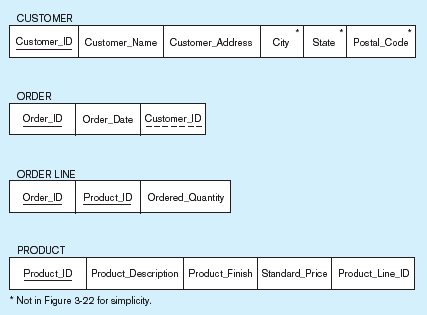 CUSTOMER
Customer_ID Customer_Name Customer_Address City* State* Postal_Code*
ORDER
Order_ID Order_Date Customer_ID
ORDER LINE
Order_ID Product_ID Ordered_Quantity
PRODUCT
Product_ID Product_Description Product_Finish Standard_Price Product_Line_ID
* Not in Figure 3-22 for simplicity.